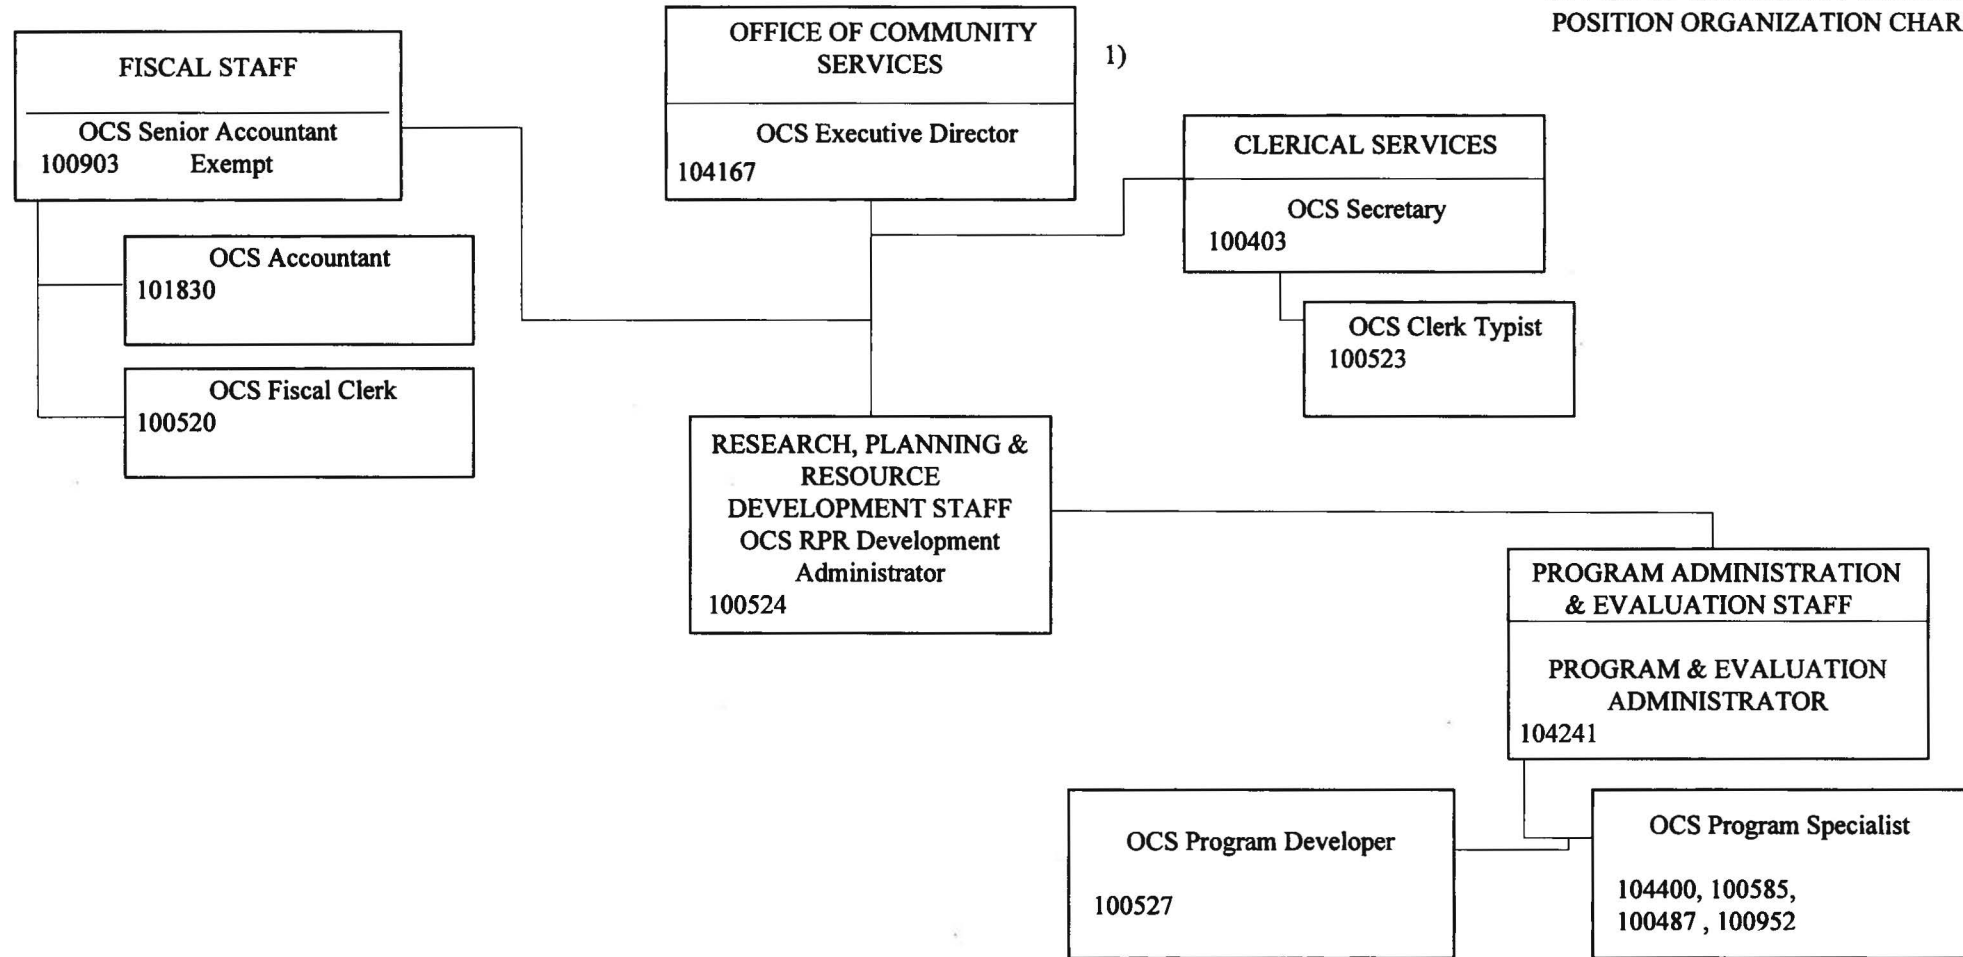 POSITION ORGANIZATION CHAR
FISCAL STAFF
OCS Senior Accountant
100903 Exempt
OCS Accountant
101830
OCS Fiscal Clerk
100520
OFFICE OF COMMUNITY
SERVICES
1)
OCS Executive Director
104167
CLERICAL SERVICES
OCS Secretary
100403
OCS Clerk Typist
100523
RESEARCH, PLANNING &
RESOURCE
DEVELOPMENT STAFF
OCS RPR Development
Administrator
100524
PROGRAM ADMINISTRATION
& EVALUATION STAFF
PROGRAM & EVALUATION
ADMINISTRATOR
104241
OCS Program Developer
100527
OCS Program Specialist
104400, 100585,
100487 , 100952